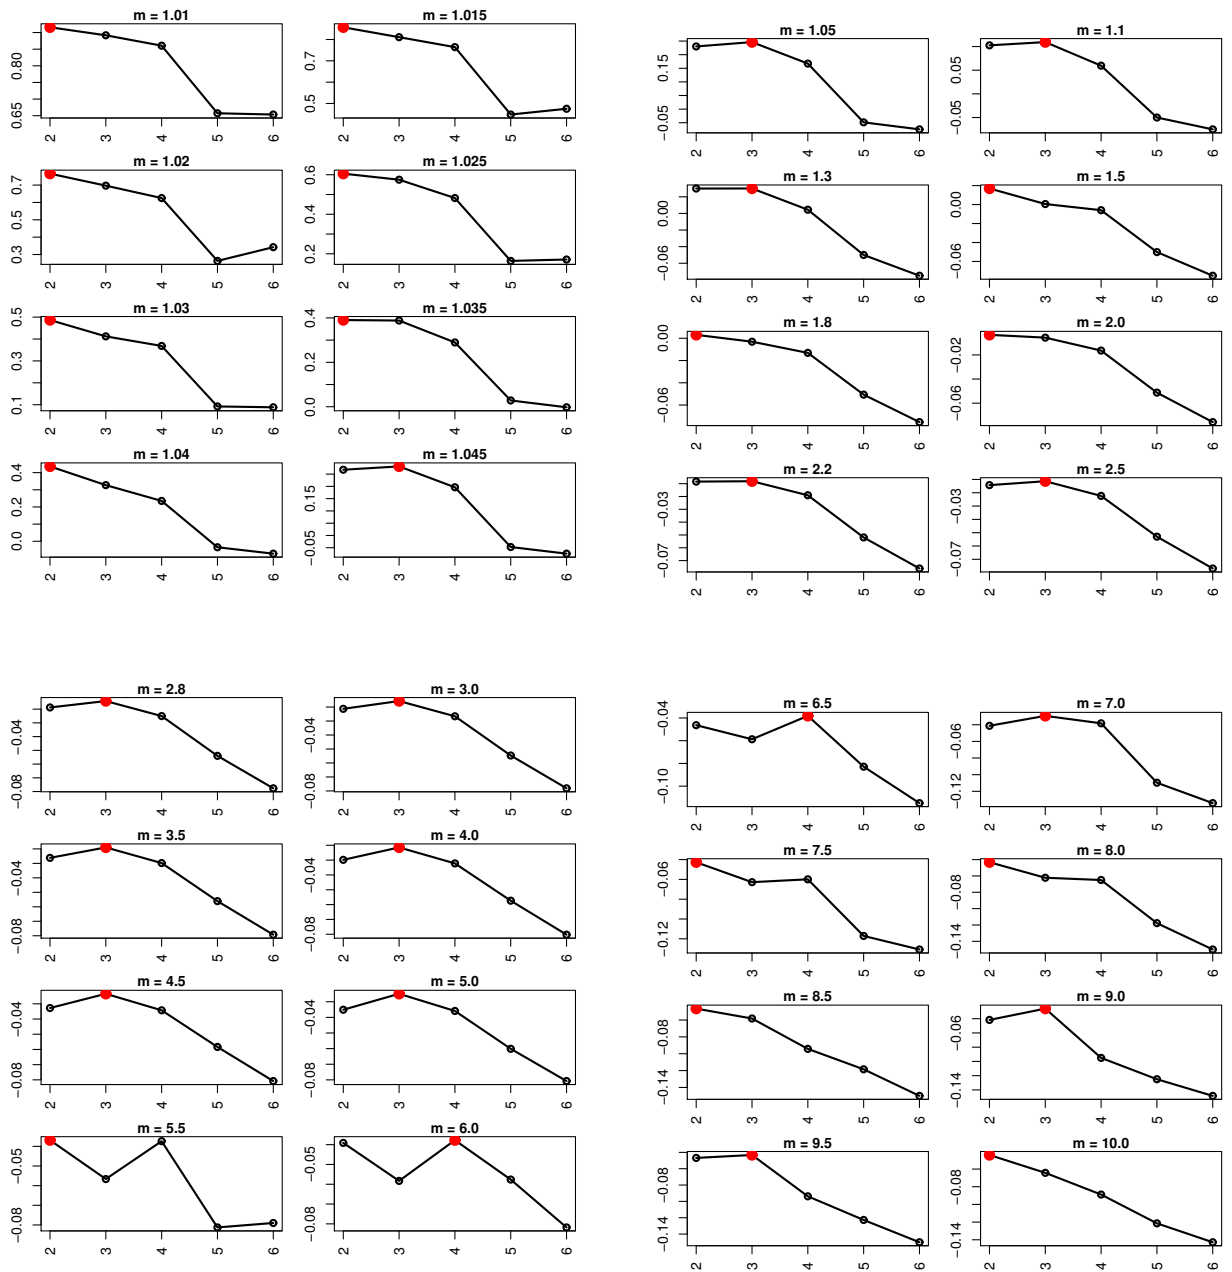 m = 1.01
0.80
0.65
2 3 4 5 6
m = 1.015
0.7
0.5
2 3 4 5 6
m = 1.02
0.7
0.5
0.3
2 3 4 5 6
m = 1.025
0.6
0.4
0.2
2 3 4 5 6
m = 1.03
0.5
0.3
0.1
2 3 4 5 6
m = 1.035
0.4
0.2
0.0
2 3 4 5 6
m = 1.04
0.4
0.2
0.0
2 3 4 5 6
m = 1.045
0.15
−0.05
2 3 4 5 6
m = 1.05
0.15
−0.05
2 3 4 5 6
m = 1.1
0.05
−0.05
2 3 4 5 6
m = 1.3
0.00
−0.06
2 3 4 5 6
m = 1.5
0.00
−0.06
2 3 4 5 6
m = 1.8
0.00
−0.06
2 3 4 5 6
m = 2.0
−0.02
−0.06
2 3 4 5 6
m = 2.2
−0.03
−0.07
2 3 4 5 6
m = 2.5
−0.03
−0.07
2 3 4 5 6
m = 2.8
−0.04
−0.08
2 3 4 5 6
m = 3.0
−0.04
−0.08
2 3 4 5 6
m = 3.5
−0.04
−0.08
2 3 4 5 6
m = 4.0
−0.04
−0.08
2 3 4 5 6
m = 4.5
−0.04
−0.08
2 3 4 5 6
m = 5.0
−0.04
−0.08
2 3 4 5 6
m = 5.5
−0.05
−0.08
2 3 4 5 6
m = 6.0
−0.05
−0.08
2 3 4 5 6
m = 6.5
−0.04
−0.10
2 3 4 5 6
m = 7.0
−0.06
−0.12
2 3 4 5 6
m = 7.5
−0.06
−0.12
2 3 4 5 6
m = 8.0
−0.08
−0.14
2 3 4 5 6
m = 8.5
−0.08
−0.14
2 3 4 5 6
m = 9.0
−0.06
−0.14
2 3 4 5 6
m = 9.5
−0.08
−0.14
2 3 4 5 6
m = 10.0
−0.08
−0.14
2 3 4 5 6